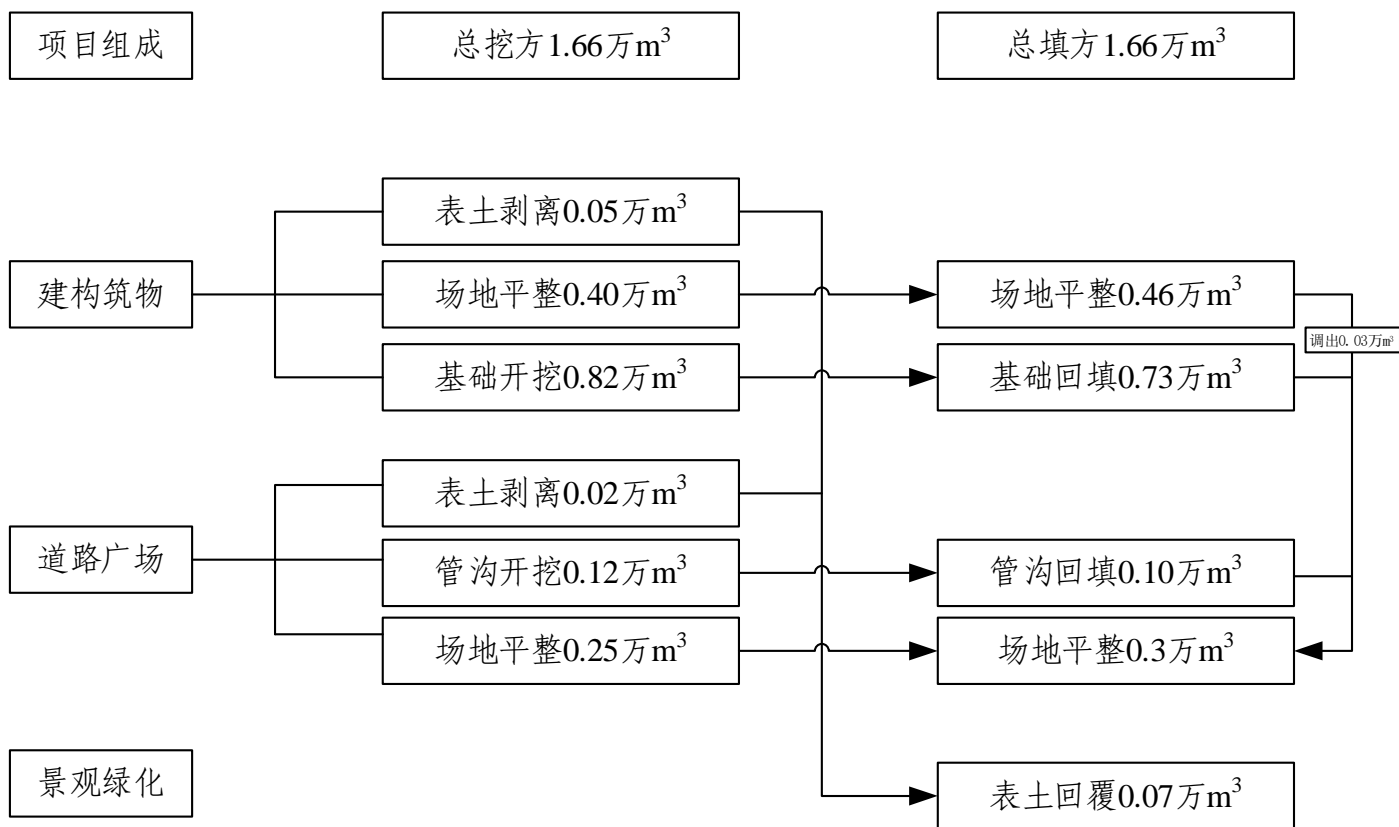 项目组成
总挖方1.66万m³
总填方1.66万m³
表土剥离0.05万m³
建构筑物
场地平整0.40万m³
场地平整0.46万m³
调出0.03万m³
基础开挖0.82万m³
基础回填0.73万m³
表土剥离0.02万m³
道路广场
管沟开挖0.12万m³
管沟回填0.10万m³
场地平整0.25万m³
场地平整0.3万m³
景观绿化
表土回覆0.07万m³